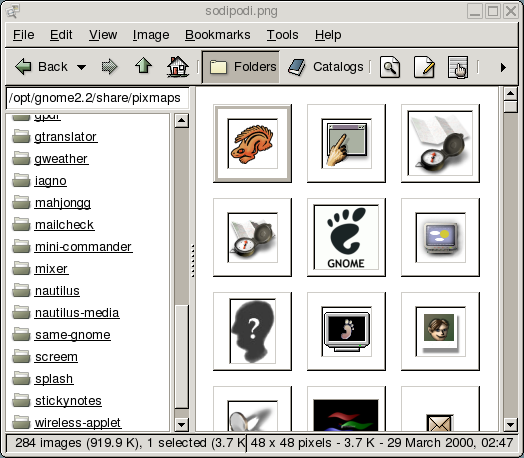 sodipodi.png
File Edit View Image Bookmarks Tools Help
Back Folders Catalogs
/opt/gnome2.2/share/pixmaps
gpdf
gtranslator
gweather
iagno
mahjongg
mailcheck
mini-commander
mixer
nautilus
nautilus-media
same-gnome
screem
splash
stickynotes
wireless-applet
GNOME
?
284 images (919.9 K), 1 selected (3.7 K 48 x 48 pixels - 3.7 K - 29 March 2000, 02:47